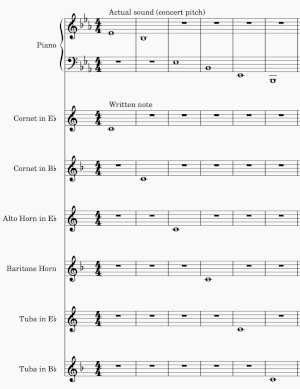 Actual sound (concert pitch)
Piano
Written note
Cornet in E♭
Cornet in B♭
Alto Horn in E♭
Baritone Horn
Tuba in E♭
Tuba in B♭